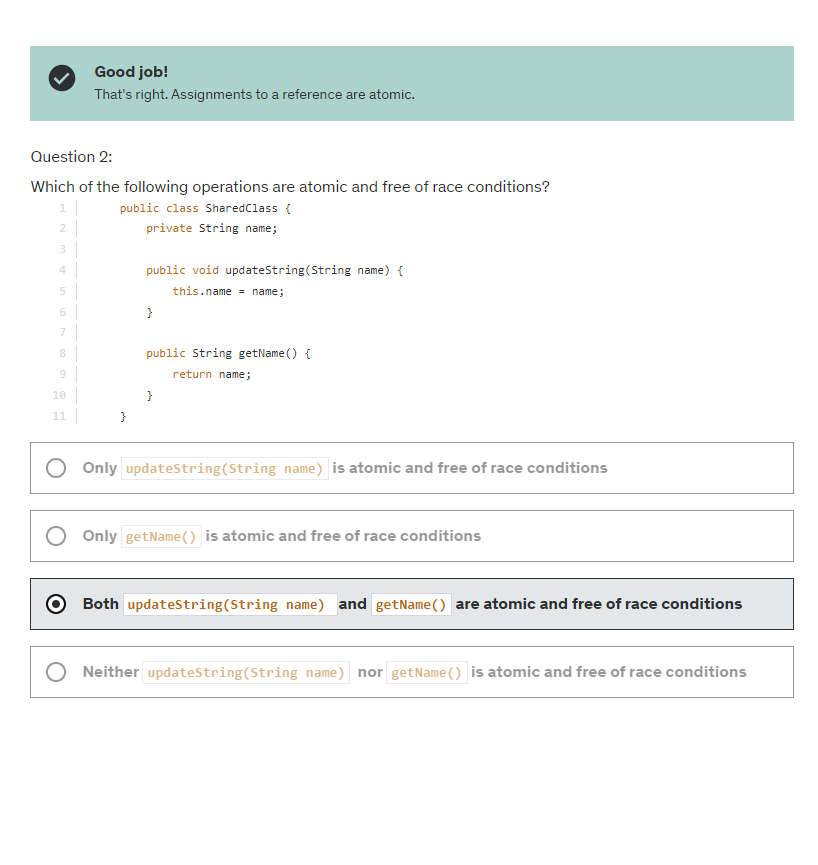 Good job!
That's right. Assignments to a reference are atomic.
Question 2:
Which of the following operations are atomic and free of race conditions?
1 public class SharedClass {
2 private String name;
3
4 public void updateString(String name) {
5 this.name = name;
6 }
7
8 public String getName() {
9 return name;
10 }
11 }
Only updateString(String name) is atomic and free of race conditions
Only getName() is atomic and free of race conditions
Both updateString(String name) and getName() are atomic and free of race conditions
Neither updateString(String name) nor getName() is atomic and free of race conditions